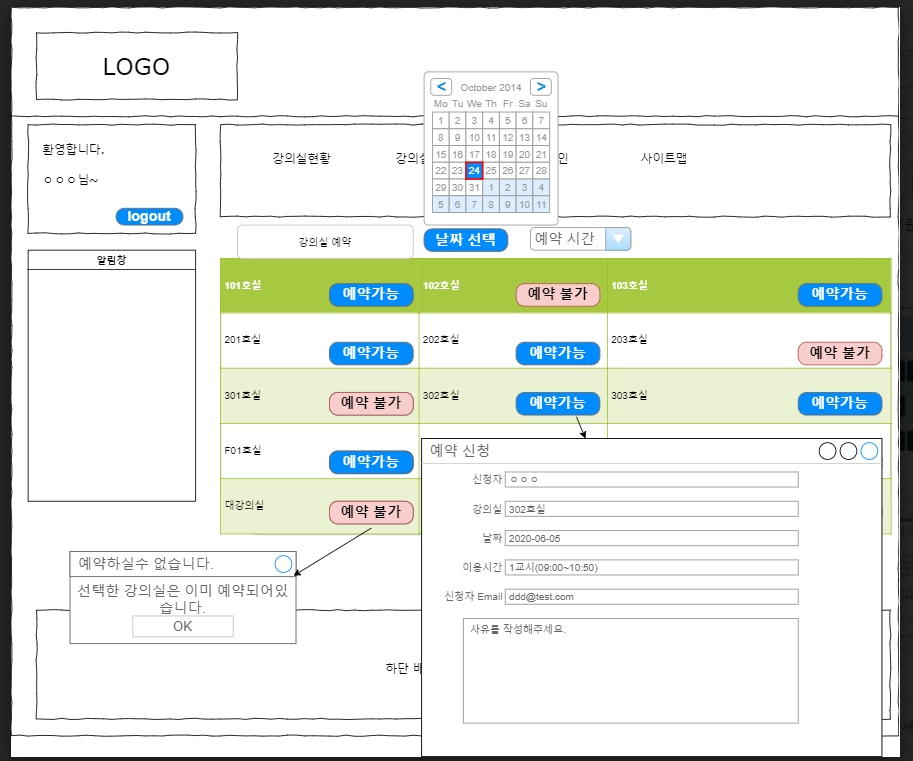 LOGO
< October 2014 >
Mo Tu We Th Fr Sa Su
1 2 3 4 5 6 7
8 9 10 11 12 13 14
15 16 17 18 19 20 21
22 23 24 25 26 27 28
29 30 31 1 2 3 4
5 6 7 8 9 10 11
환영합니다.
ㅇㅇㅇ님~
logout
강의실현황
강의실
인
사이트맵
알림창
강의실 예약
날짜 선택
예약 시간
101호실 예약가능 102호실 예약 불가 103호실 예약가능
201호실 예약가능 202호실 예약가능 203호실 예약 불가
301호실 예약 불가 302호실 예약가능 303호실 예약가능
F01호실 예약가능
대강의실 예약 불가
예약하실수 없습니다.
선택한 강의실은 이미 예약되어있
습니다.
OK
예약 신청
신청자 ㅇㅇㅇ
강의실 302호실
날짜 2020-06-05
이용시간 1교시(09:00~10:50)
신청자 Email ddd@test.com
사유를 작성해주세요.
하단 바